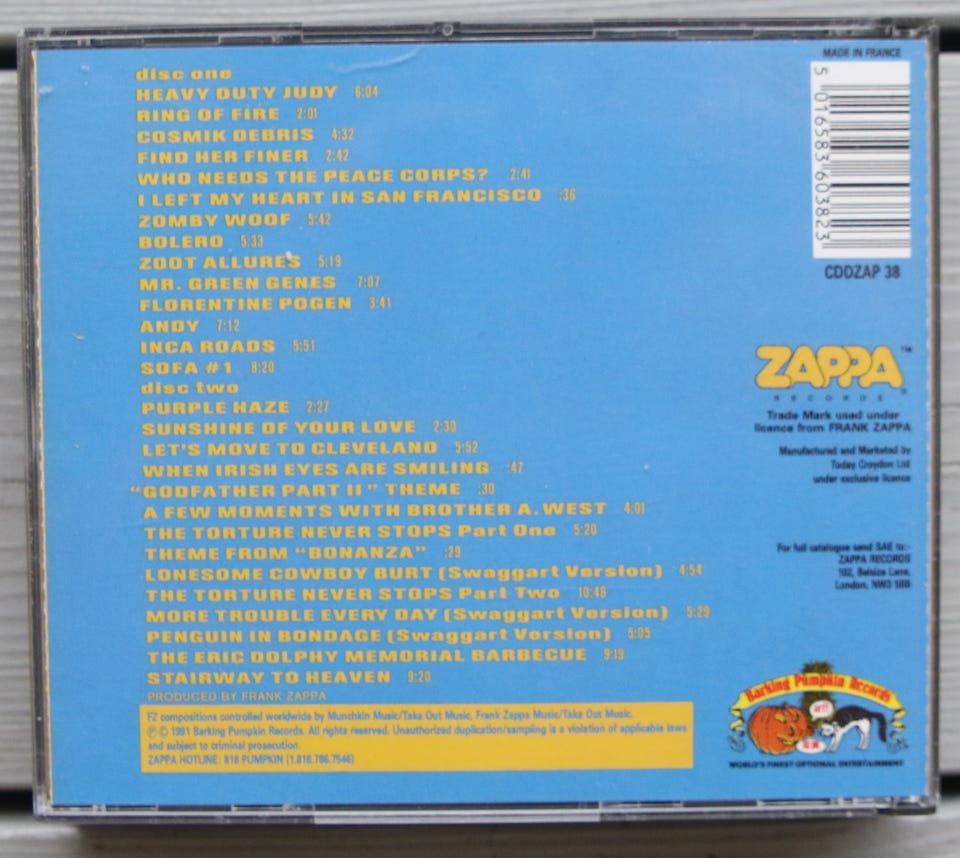 disc one
HEAVY DUTY JUDY 6:04
RING OF FIRE 2:01
COSMIK DEBRIS 4:32
FIND HER FINER 2:42
WHO NEEDS THE PEACE CORPS? 2:41
I LEFT MY HEART IN SAN FRANCISCO :36
ZOMBY WOOF 5:42
BOLERO 5:33
ZOOT ALLURES 5:19
MR. GREEN GENES 7:07
FLORENTINE POGEN 3:41
ANDY 7:12
INCA ROADS 5:51
SOFA #1 8:20
disc two
PURPLE HAZE 2:27
SUNSHINE OF YOUR LOVE 2:30
LET'S MOVE TO CLEVELAND 5:52
WHEN IRISH EYES ARE SMILING :47
"GODFATHER PART II" THEME :30
A FEW MOMENTS WITH BROTHER A. WEST 4:01
THE TORTURE NEVER STOPS Part One 5:20
THEME FROM "BONANZA" :29
LONESOME COWBOY BURT (Swaggart Version) 4:54
THE TORTURE NEVER STOPS Part Two 10:48
MORE TROUBLE EVERY DAY (Swaggart Version) 5:29
PENGUIN IN BONDAGE (Swaggart Version) 5:05
THE ERIC DOLPHY MEMORIAL BARBECUE 9:19
STAIRWAY TO HEAVEN 9:20
PRODUCED BY FRANK ZAPPA
FZ compositions controlled worldwide by Munchkin Music/Take Out Music, Frank Zappa Music/Take Out Music.
℗ © 1991 Barking Pumpkin Records. All rights reserved. Unauthorized duplication/sampling is a violation of applicable laws
and subject to criminal prosecution.
ZAPPA HOTLINE: 818 PUMPKIN (1.818.786.7546)
MADE IN FRANCE
5 016583 603823
CDDZAP 38
ZAPPA™
RECORDS
Trade Mark used under
licence from FRANK ZAPPA
Manufactured and Marketed by
Today Croydon Ltd
under exclusive licence
For full catalogue send SAE to:-
ZAPPA RECORDS
102, Belsize Lane,
London, NW3 5BB
Barking Pumpkin Records
WORLD'S FINEST OPTIONAL ENTERTAINMENT